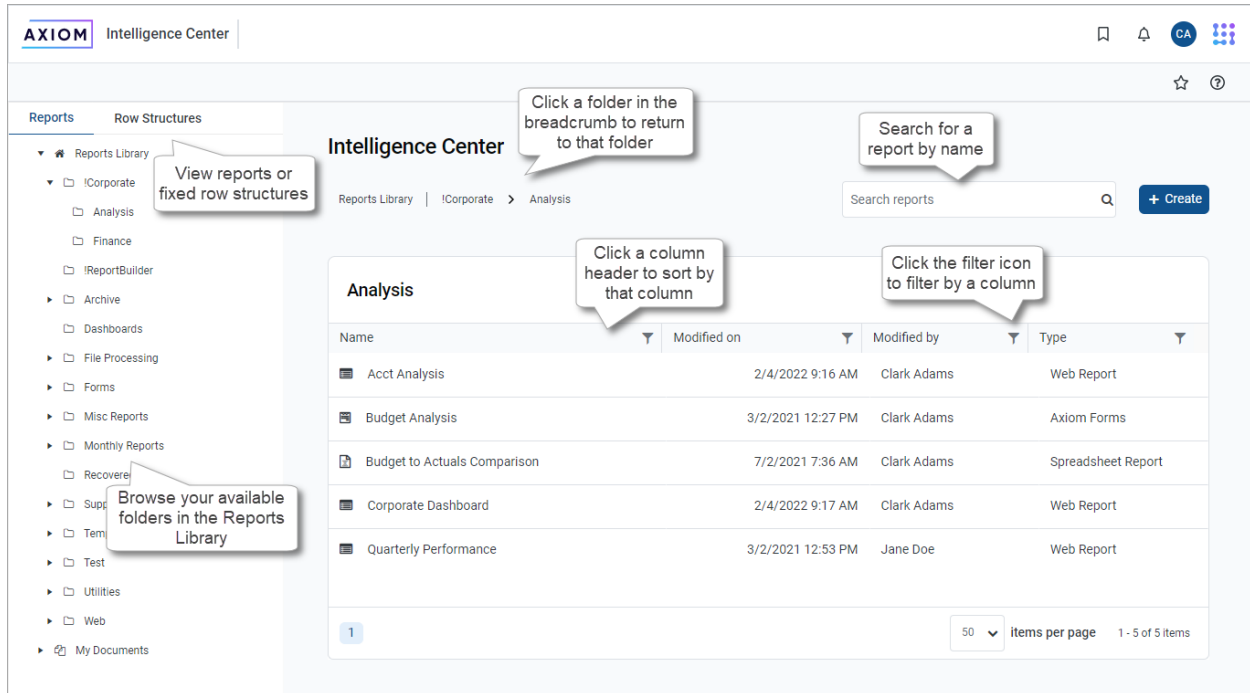 AXIOM Intelligence Center
CA
Reports Row Structures
Reports Library
!Corporate
Analysis
Finance
!ReportBuilder
Archive
Dashboards
File Processing
Forms
Misc Reports
Monthly Reports
Test
Utilities
Web
My Documents
View reports or
fixed row structures
Browse your available
folders in the Reports
Library
Click a folder in the
breadcrumb to return
to that folder
Search for a
report by name
Intelligence Center
Reports Library | !Corporate > Analysis
Search reports
+ Create
Click a column
header to sort by
that column
Click the filter icon
to filter by a column
Analysis
Name Modified on Modified by Type
Acct Analysis 2/4/2022 9:16 AM Clark Adams Web Report
Budget Analysis 3/2/2021 12:27 PM Clark Adams Axiom Forms
Budget to Actuals Comparison 7/2/2021 7:36 AM Clark Adams Spreadsheet Report
Corporate Dashboard 2/4/2022 9:17 AM Clark Adams Web Report
Quarterly Performance 3/2/2021 12:53 PM Jane Doe Web Report
1
50 items per page 1 - 5 of 5 items